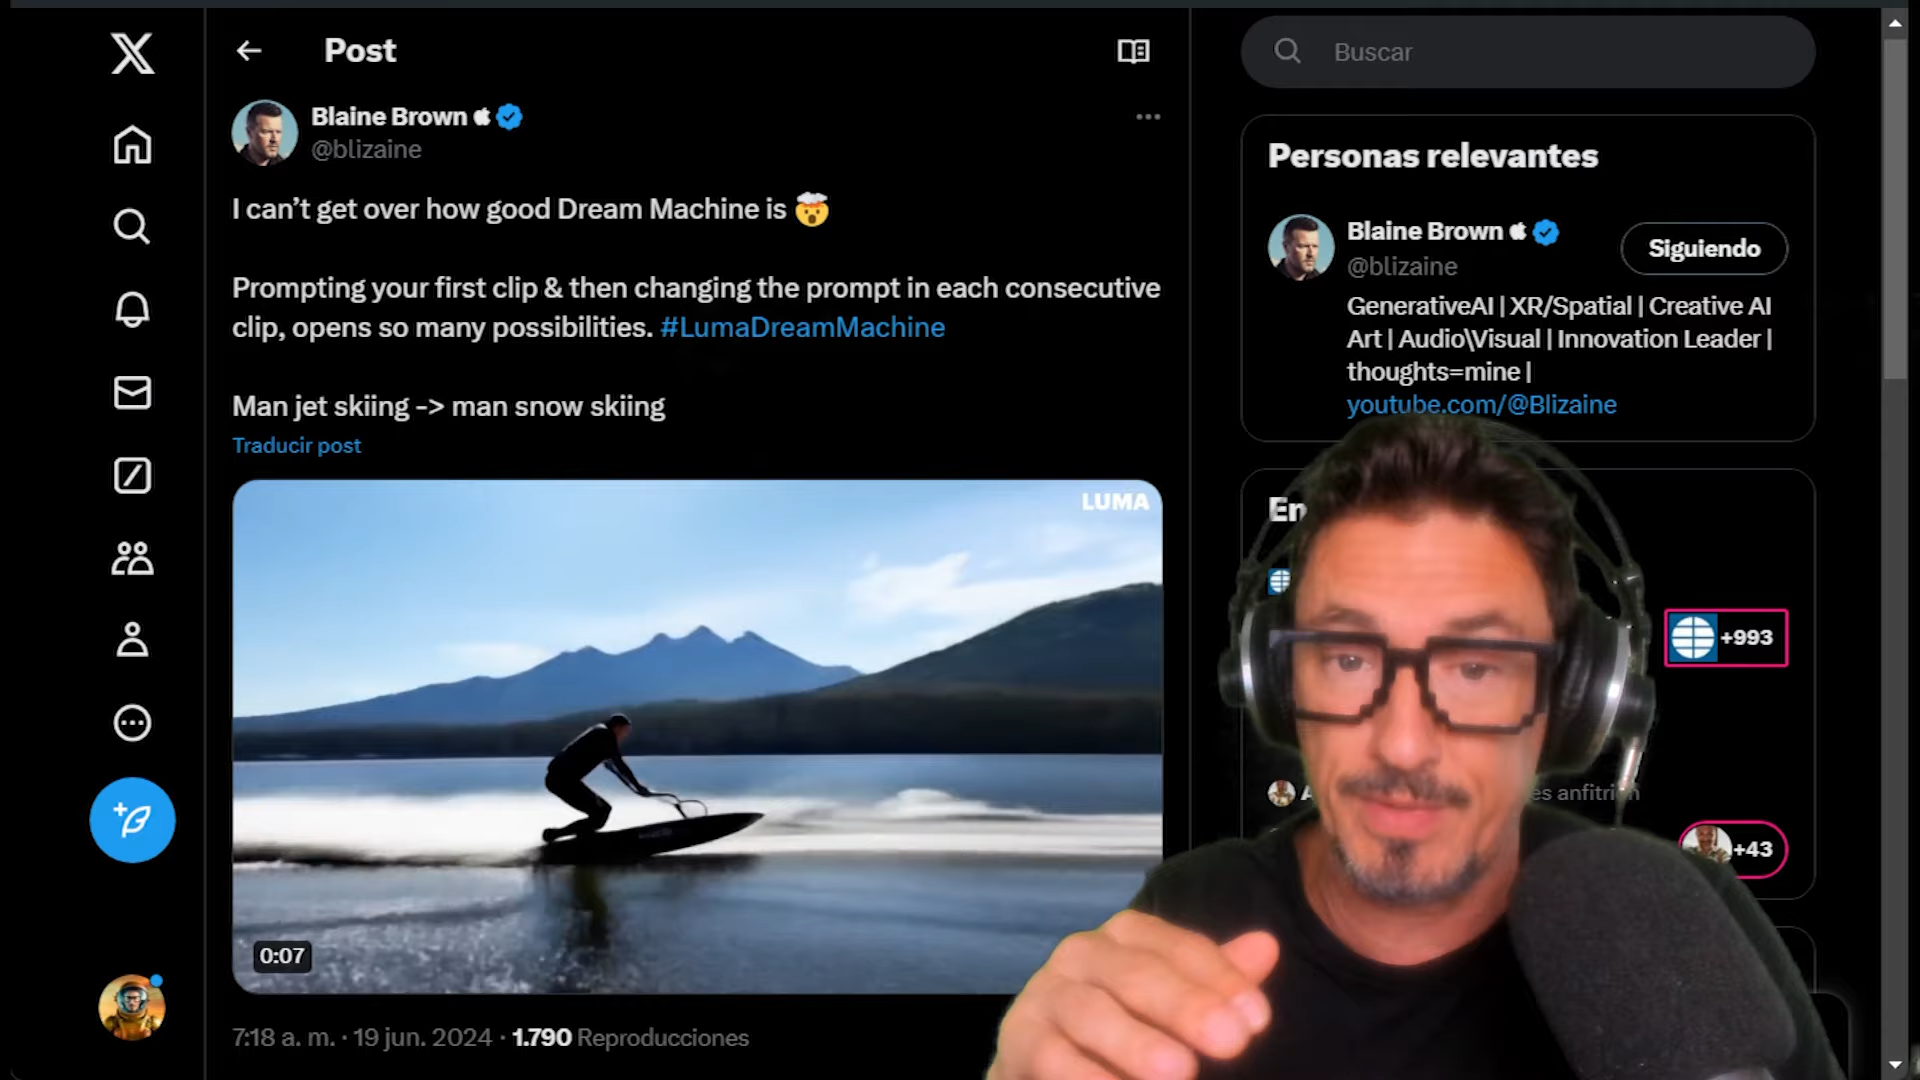 Post
Buscar
Blaine Brown
@blizaine
I can’t get over how good Dream Machine is 🤯
Prompting your first clip & then changing the prompt in each consecutive
clip, opens so many possibilities. #LumaDreamMachine
Man jet skiing -> man snow skiing
Traducir post
LUMA
0:07
7:18 a. m. · 19 jun. 2024 · 1.790 Reproducciones
Personas relevantes
Blaine Brown
@blizaine
Siguiendo
GenerativeAI | XR/Spatial | Creative AI
Art | Audio\Visual | Innovation Leader |
thoughts=mine |
youtube.com/@Blizaine
En
+993
es anfitrión
+43